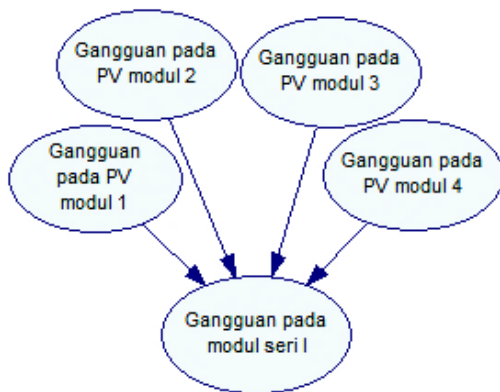 Gangguan pada
PV modul 2
Gangguan pada
PV modul 3
Gangguan
pada PV
modul 1
Gangguan pada
PV modul 4
Gangguan pada
modul seri I